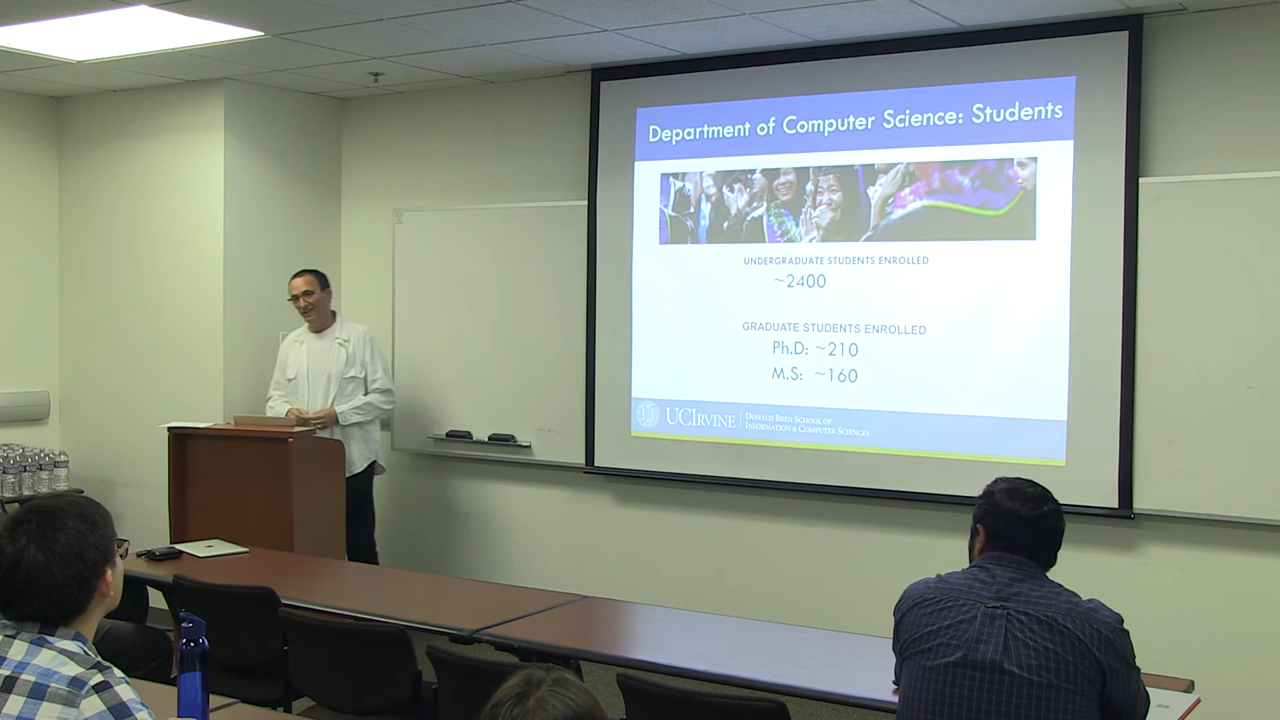 Department of Computer Science: Students
UNDERGRADUATE STUDENTS ENROLLED
~2400
GRADUATE STUDENTS ENROLLED
Ph.D: ~210
M.S: ~160
UCIRVINE
DONALD BREN SCHOOL OF
INFORMATION & COMPUTER SCIENCES